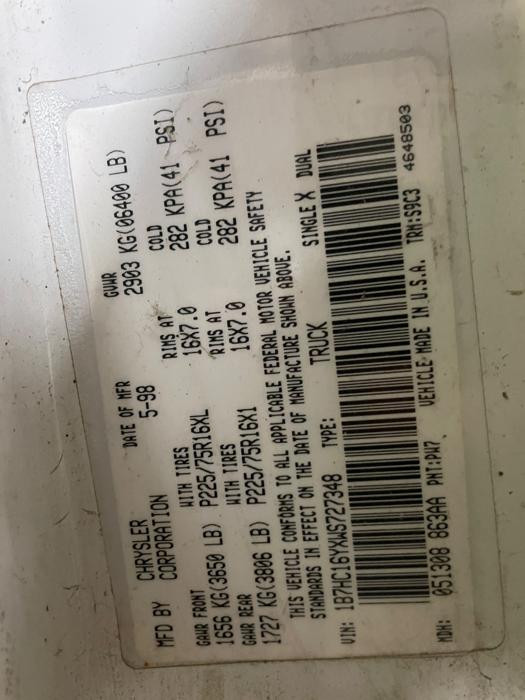 MFD BY CHRYSLER CORPORATION DATE OF MFR 5-98 GVWR 2903 KG(06400 LB)
GAWR FRONT WITH TIRES RIMS AT COLD
1656 KG(3650 LB) P225/75R16XL 16X7.0 282 KPA(41 PSI)
GAWR REAR WITH TIRES RIMS AT COLD
1727 KG(3806 LB) P225/75R16X1 16X7.0 282 KPA(41 PSI)
THIS VEHICLE CONFORMS TO ALL APPLICABLE FEDERAL MOTOR VEHICLE SAFETY
STANDARDS IN EFFECT ON THE DATE OF MANUFACTURE SHOWN ABOVE.
VIN: 1B7HC16YXWS727348 TYPE: TRUCK SINGLE X DUAL
MDH: 051308 863AA PNT:PW7 VEHICLE MADE IN U.S.A. TRM:S9C3
4648503